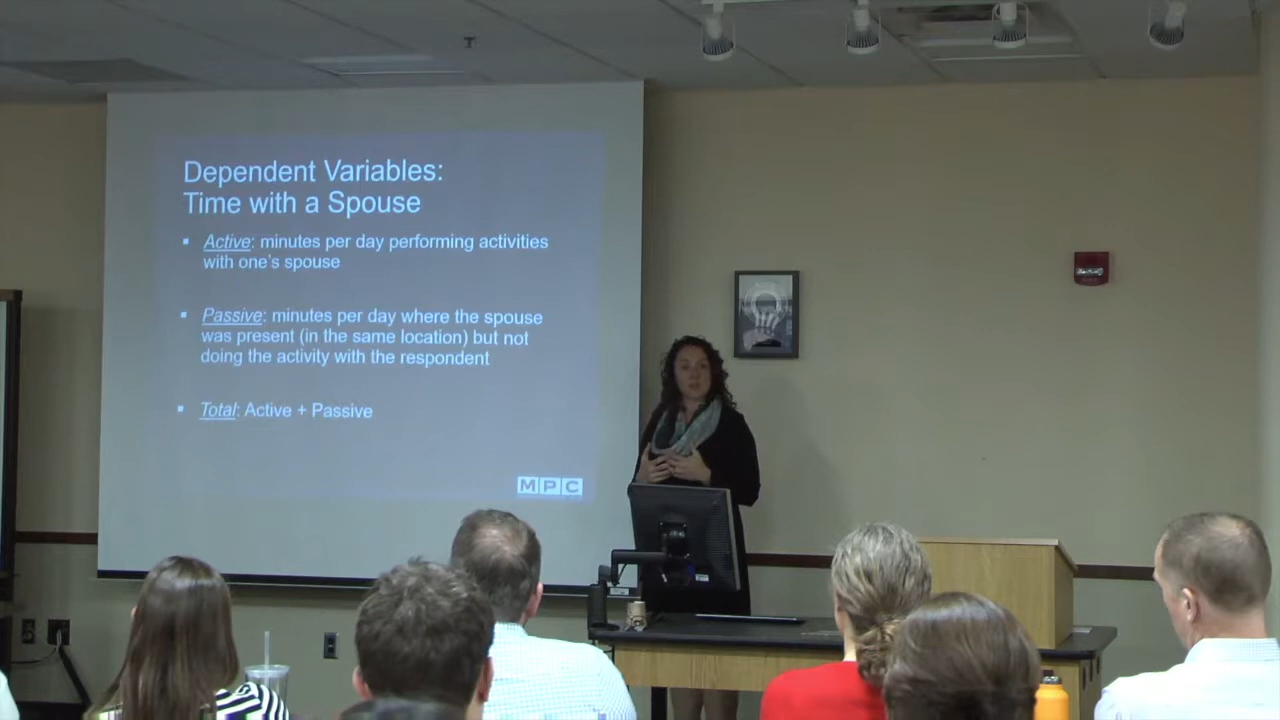 Dependent Variables:
Time with a Spouse
▪ Active: minutes per day performing activities
with one's spouse
▪ Passive: minutes per day where the spouse
was present (in the same location) but not
doing the activity with the respondent
▪ Total: Active + Passive
MPC